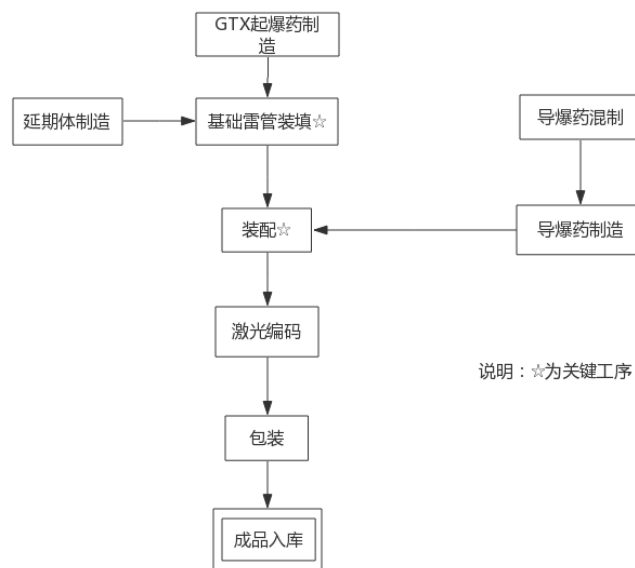 GTX起爆药制
造
延期体制造
基础雷管装填☆
导爆药混制
装配☆
导爆药制造
激光编码
说明：☆为关键工序
包装
成品入库